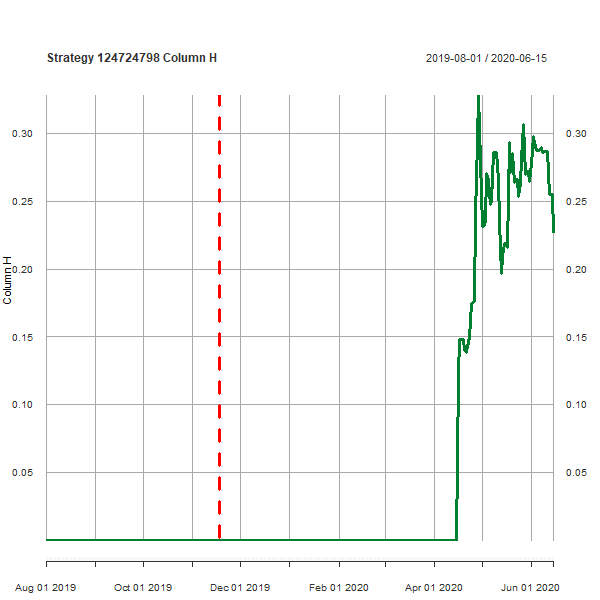 Strategy 124724798 Column H
2019-08-01 / 2020-06-15
0.30
0.30
0.25
0.25
0.20
0.20
Column H
0.15
0.15
0.10
0.10
0.05
0.05
Aug 01 2019
Oct 01 2019
Dec 01 2019
Feb 01 2020
Apr 01 2020
Jun 01 2020